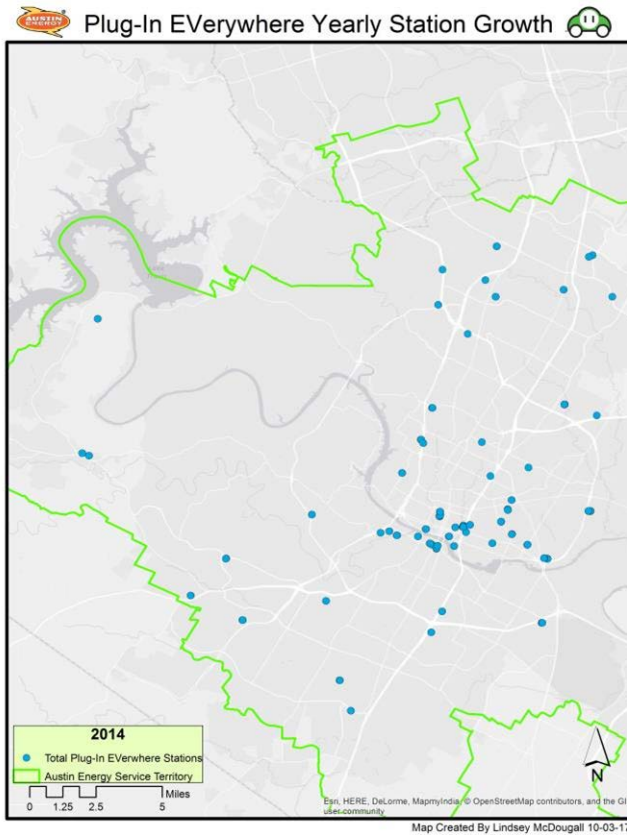 AUSTIN ENERGY
Plug-In EVerywhere Yearly Station Growth
2014
Total Plug-In EVerwhere Stations
Austin Energy Service Territory
Miles
0 1.25 2.5 5
N
Esri, HERE, DeLorme, MapmyIndia, © OpenStreetMap contributors, and the GI
user community
Map Created By Lindsey McDougall 10-03-17